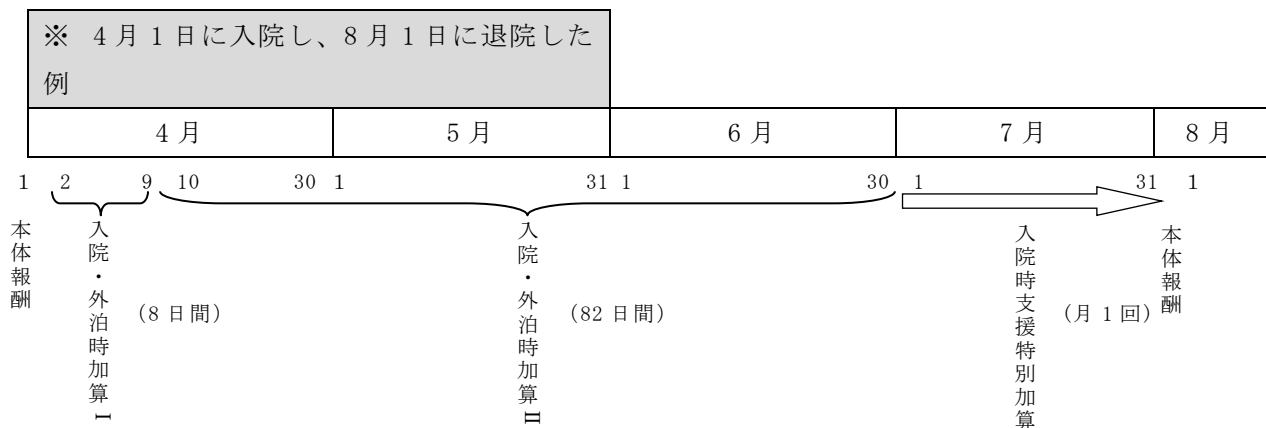 ※ 4月1日に入院し、8月1日に退院した
例
4月 5月 6月 7月 8月
1 2 9 10 30 1 31 1 30 1 31 1
本体報酬
入院・外泊時加算Ⅰ
(8日間)
入院・外泊時加算Ⅱ
(82日間)
入院時支援特別加算
(月1回)
本体報酬